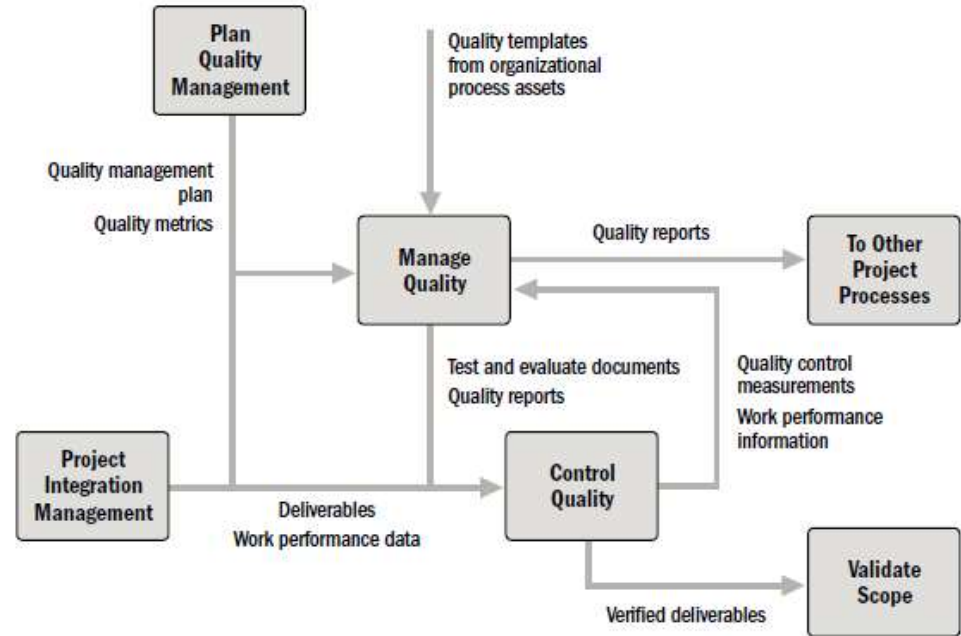 Plan
Quality
Management
Quality templates
from organizational
process assets
Quality management
plan
Quality metrics
Manage
Quality
Quality reports
To Other
Project
Processes
Test and evaluate documents
Quality reports
Quality control
measurements
Work performance
information
Project
Integration
Management
Deliverables
Work performance data
Control
Quality
Verified deliverables
Validate
Scope